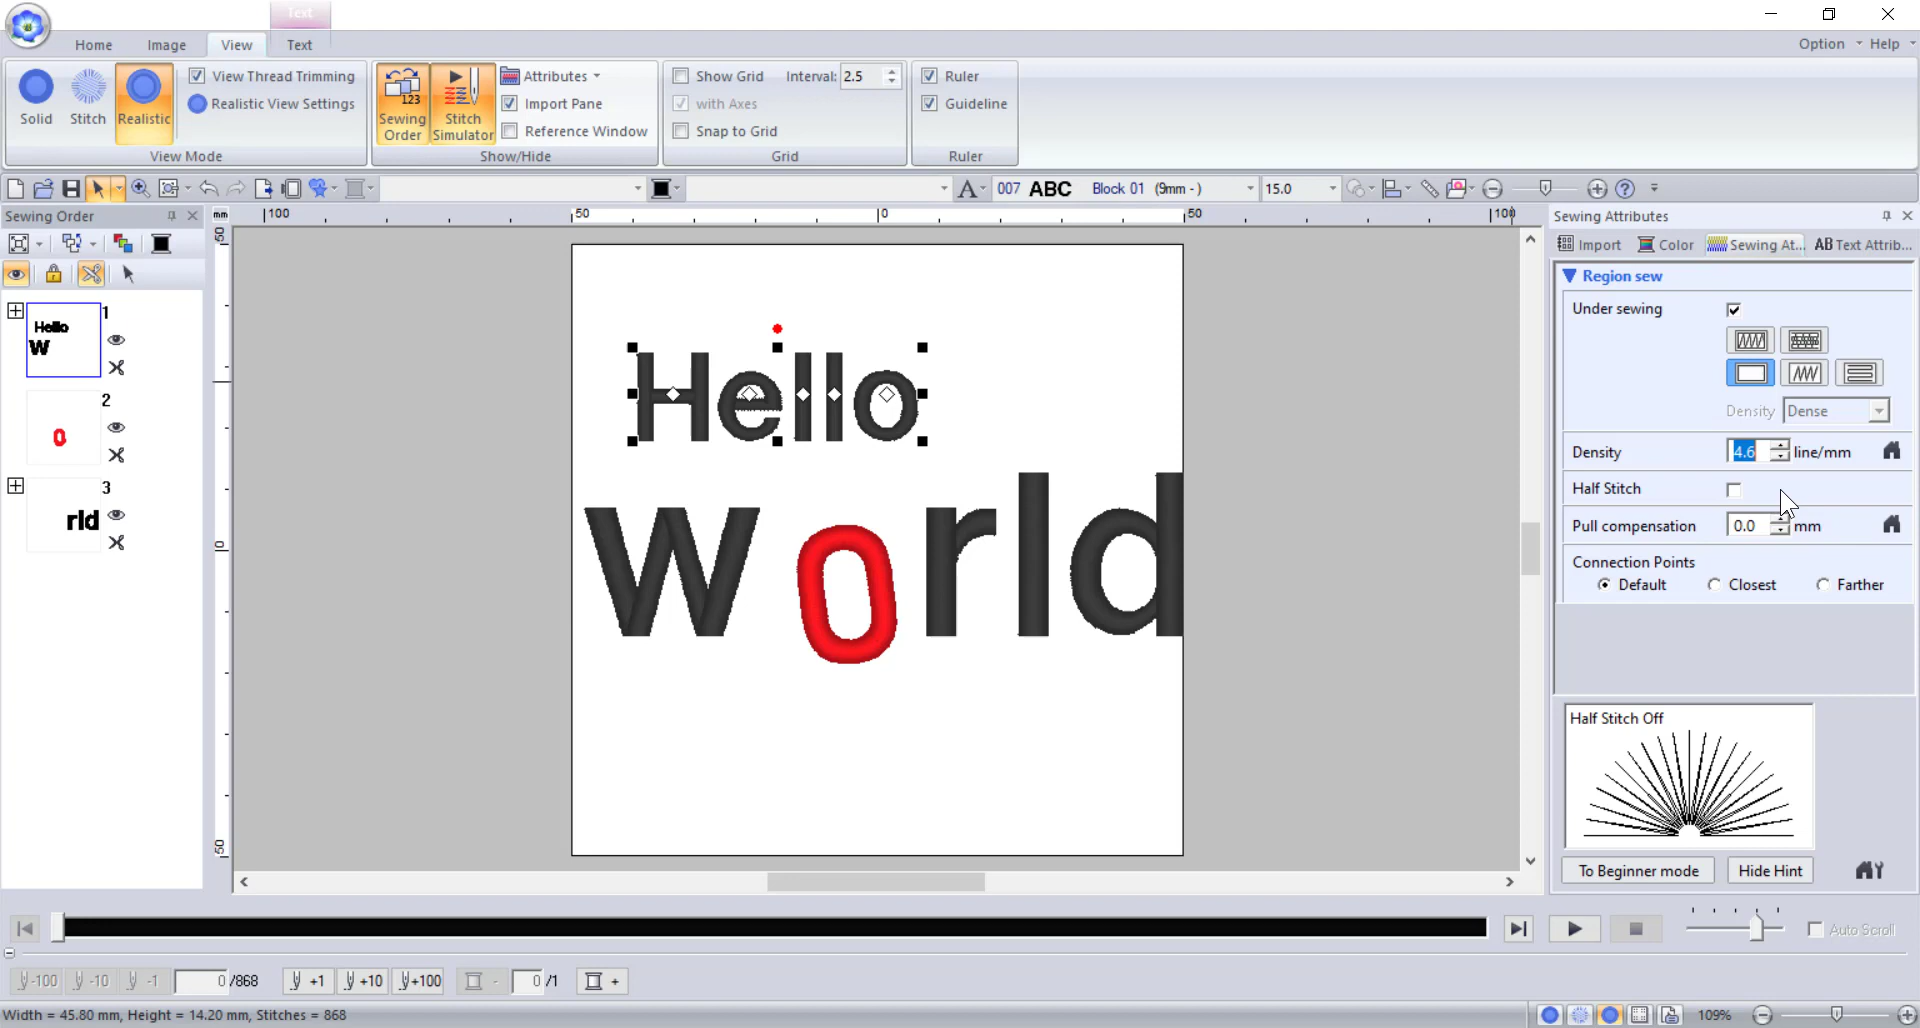 Text
Home Image View Text Option Help
Solid Stitch Realistic View Thread Trimming
Realistic View Settings
View Mode
Sewing Order Stitch Simulator Attributes
Import Pane
Reference Window
Show/Hide
Show Grid Interval: 2.5
with Axes
Snap to Grid
Grid
Ruler
Guideline
Ruler
007 ABC Block 01 (9mm - ) 15.0
Sewing Order
mm 100 50 0 50 100
Sewing Attributes
Import Color Sewing At... AB Text Attrib...
Region sew
Under sewing
Density Dense
Density 4.6 line/mm
Half Stitch
Pull compensation 0.0 mm
Connection Points
Default Closest Farther
Half Stitch Off
To Beginner mode Hide Hint
1
Hello
W
2
o
3
rld
50
0
50
Hello
w o rld
Auto Scroll
-100 -10 -1 0 /868 +1 +10 +100 - 0 /1 +
Width = 45.80 mm, Height = 14.20 mm, Stitches = 868 109%